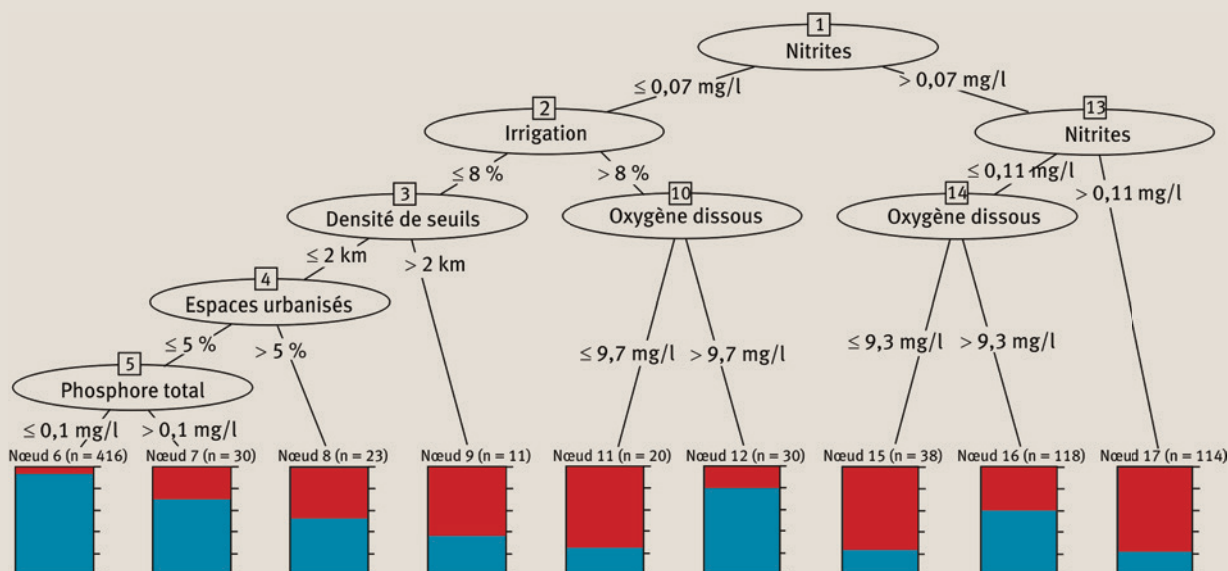 1
Nitrites
≤ 0,07 mg/l
> 0,07 mg/l
2
Irrigation
13
Nitrites
≤ 8 %
> 8 %
≤ 0,11 mg/l
> 0,11 mg/l
3
Densité de seuils
10
Oxygène dissous
14
Oxygène dissous
≤ 2 km
> 2 km
4
Espaces urbanisés
≤ 5 %
> 5 %
≤ 9,7 mg/l
> 9,7 mg/l
≤ 9,3 mg/l
> 9,3 mg/l
5
Phosphore total
≤ 0,1 mg/l
> 0,1 mg/l
Nœud 6 (n = 416)
Nœud 7 (n = 30)
Nœud 8 (n = 23)
Nœud 9 (n = 11)
Nœud 11 (n = 20)
Nœud 12 (n = 30)
Nœud 15 (n = 38)
Nœud 16 (n = 118)
Nœud 17 (n = 114)